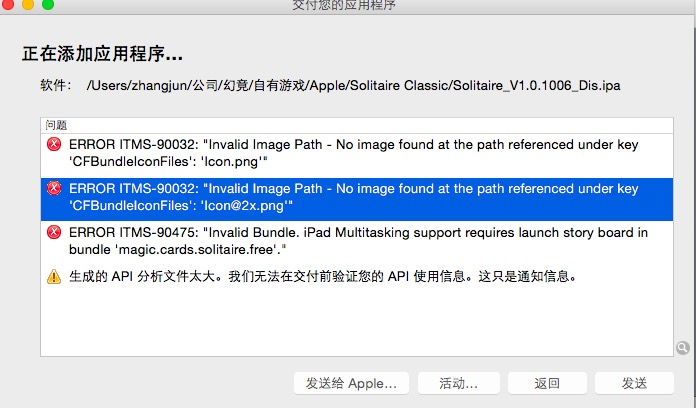 交付您的应用程序
正在添加应用程序...
软件： /Users/zhangjun/公司/幻竟/自有游戏/Apple/Solitaire Classic/Solitaire_V1.0.1006_Dis.ipa
问题
ERROR ITMS-90032: "Invalid Image Path - No image found at the path referenced under key
'CFBundleIconFiles': 'Icon.png'"
ERROR ITMS-90032: "Invalid Image Path - No image found at the path referenced under key
'CFBundleIconFiles': 'Icon@2x.png'"
ERROR ITMS-90475: "Invalid Bundle. iPad Multitasking support requires launch story board in
bundle 'magic.cards.solitaire.free'."
生成的 API 分析文件太大。我们无法在交付前验证您的 API 使用信息。这只是通知信息。
发送给 Apple... 活动... 返回 发送